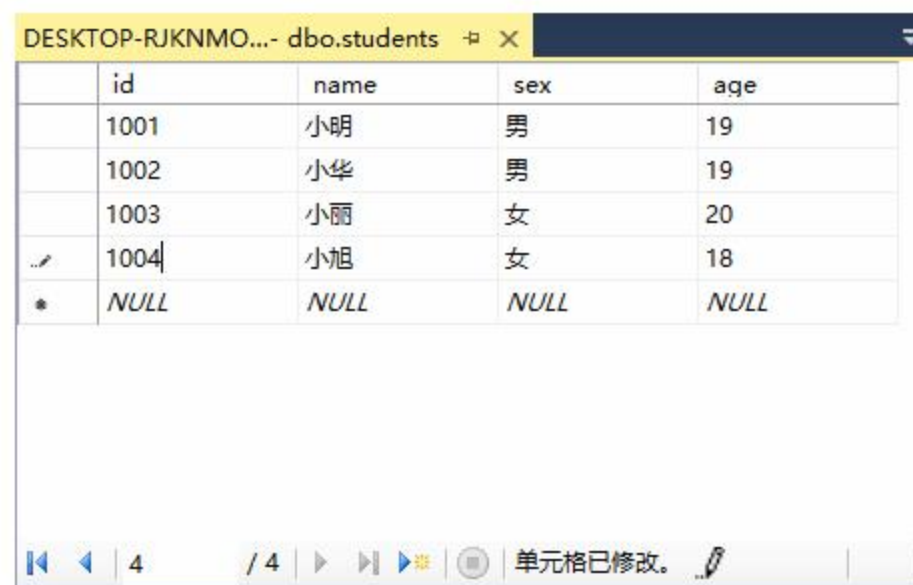 DESKTOP-RJKNMO...- dbo.students
id name sex age
1001 小明 男 19
1002 小华 男 19
1003 小丽 女 20
1004 小旭 女 18
NULL NULL NULL NULL
4 / 4 单元格已修改。